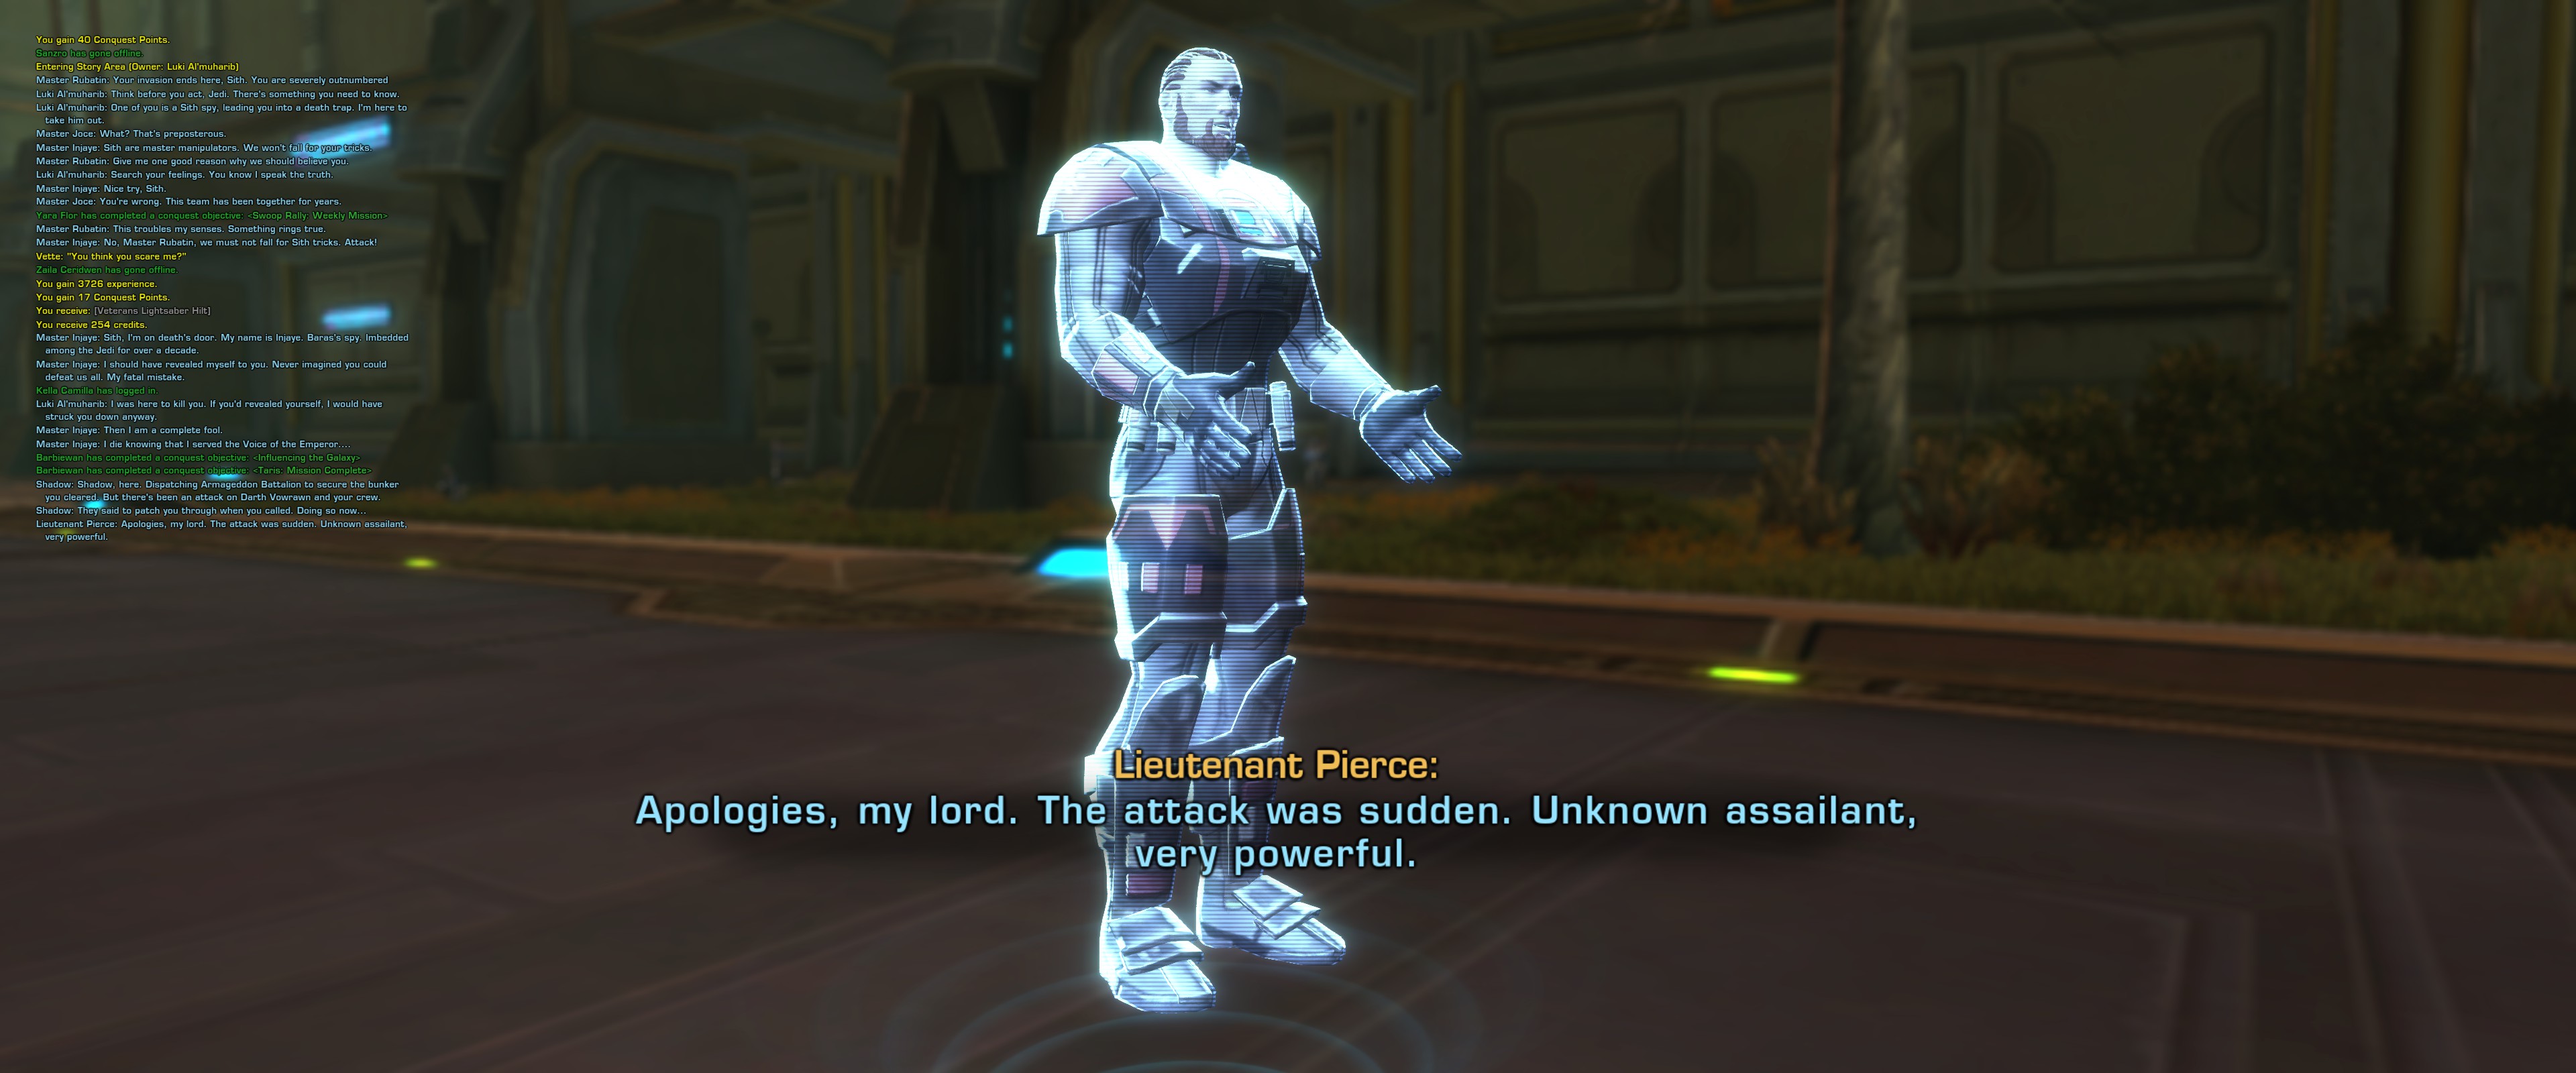 You gain 40 Conquest Points.
Sanzro has gone offline.
Entering Story Area (Owner: Luki Al'muharib)
Master Rubatin: Your invasion ends here, Sith. You are severely outnumbered
Luki Al'muharib: Think before you act, Jedi. There's something you need to know.
Luki Al'muharib: One of you is a Sith spy, leading you into a death trap. I'm here to
take him out.
Master Joce: What? That's preposterous.
Master Injaye: Sith are master manipulators. We won't fall for your tricks.
Master Rubatin: Give me one good reason why we should believe you.
Luki Al'muharib: Search your feelings. You know I speak the truth.
Master Injaye: Nice try, Sith.
Master Joce: You're wrong. This team has been together for years.
Yara Flor has completed a conquest objective: <Swoop Rally: Weekly Mission>
Master Rubatin: This troubles my senses. Something rings true.
Master Injaye: No, Master Rubatin, we must not fall for Sith tricks. Attack!
Vette: "You think you scare me?"
Zaila Ceridwen has gone offline.
You gain 3726 experience.
You gain 17 Conquest Points.
You receive: [Veterans Lightsaber Hilt]
You receive 254 credits.
Master Injaye: Sith, I'm on death's door. My name is Injaye. Baras's spy. Imbedded
among the Jedi for over a decade.
Master Injaye: I should have revealed myself to you. Never imagined you could
defeat us all. My fatal mistake.
Kella Camilla has logged in.
Luki Al'muharib: I was here to kill you. If you'd revealed yourself, I would have
struck you down anyway.
Master Injaye: Then I am a complete fool.
Master Injaye: I die knowing that I served the Voice of the Emperor....
Barbiewan has completed a conquest objective: <Influencing the Galaxy>
Barbiewan has completed a conquest objective: <Taris: Mission Complete>
Shadow: Shadow, here. Dispatching Armageddon Battalion to secure the bunker
you cleared. But there's been an attack on Darth Vowrawn and your crew.
Shadow: They said to patch you through when you called. Doing so now...
Lieutenant Pierce: Apologies, my lord. The attack was sudden. Unknown assailant,
very powerful.
Lieutenant Pierce:
Apologies, my lord. The attack was sudden. Unknown assailant,
very powerful.